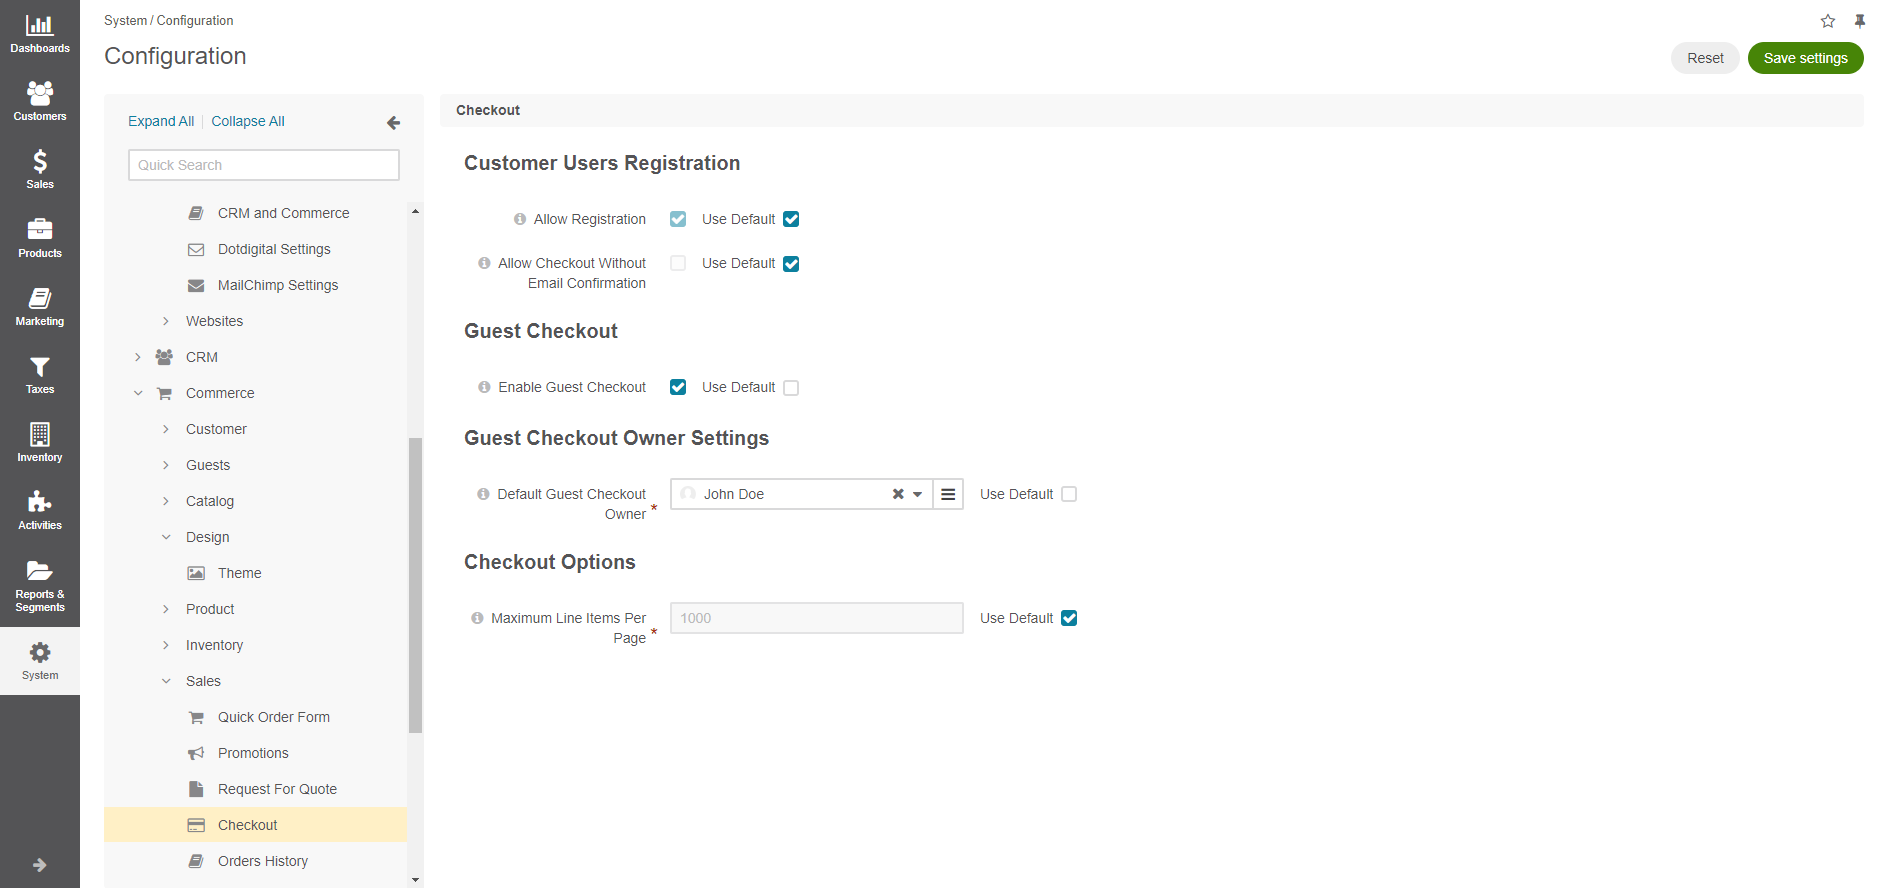 Dashboards
Customers
Sales
Products
Marketing
Taxes
Inventory
Activities
Reports &
Segments
System
System / Configuration
Configuration
Reset
Save settings
Expand All | Collapse All
Quick Search
CRM and Commerce
Dotdigital Settings
MailChimp Settings
Websites
CRM
Commerce
Customer
Guests
Catalog
Design
Theme
Product
Inventory
Sales
Quick Order Form
Promotions
Request For Quote
Checkout
Orders History
Checkout
Customer Users Registration
Allow Registration Use Default
Allow Checkout Without Use Default
Email Confirmation
Guest Checkout
Enable Guest Checkout Use Default
Guest Checkout Owner Settings
Default Guest Checkout John Doe Use Default
Owner *
Checkout Options
Maximum Line Items Per 1000 Use Default
Page *